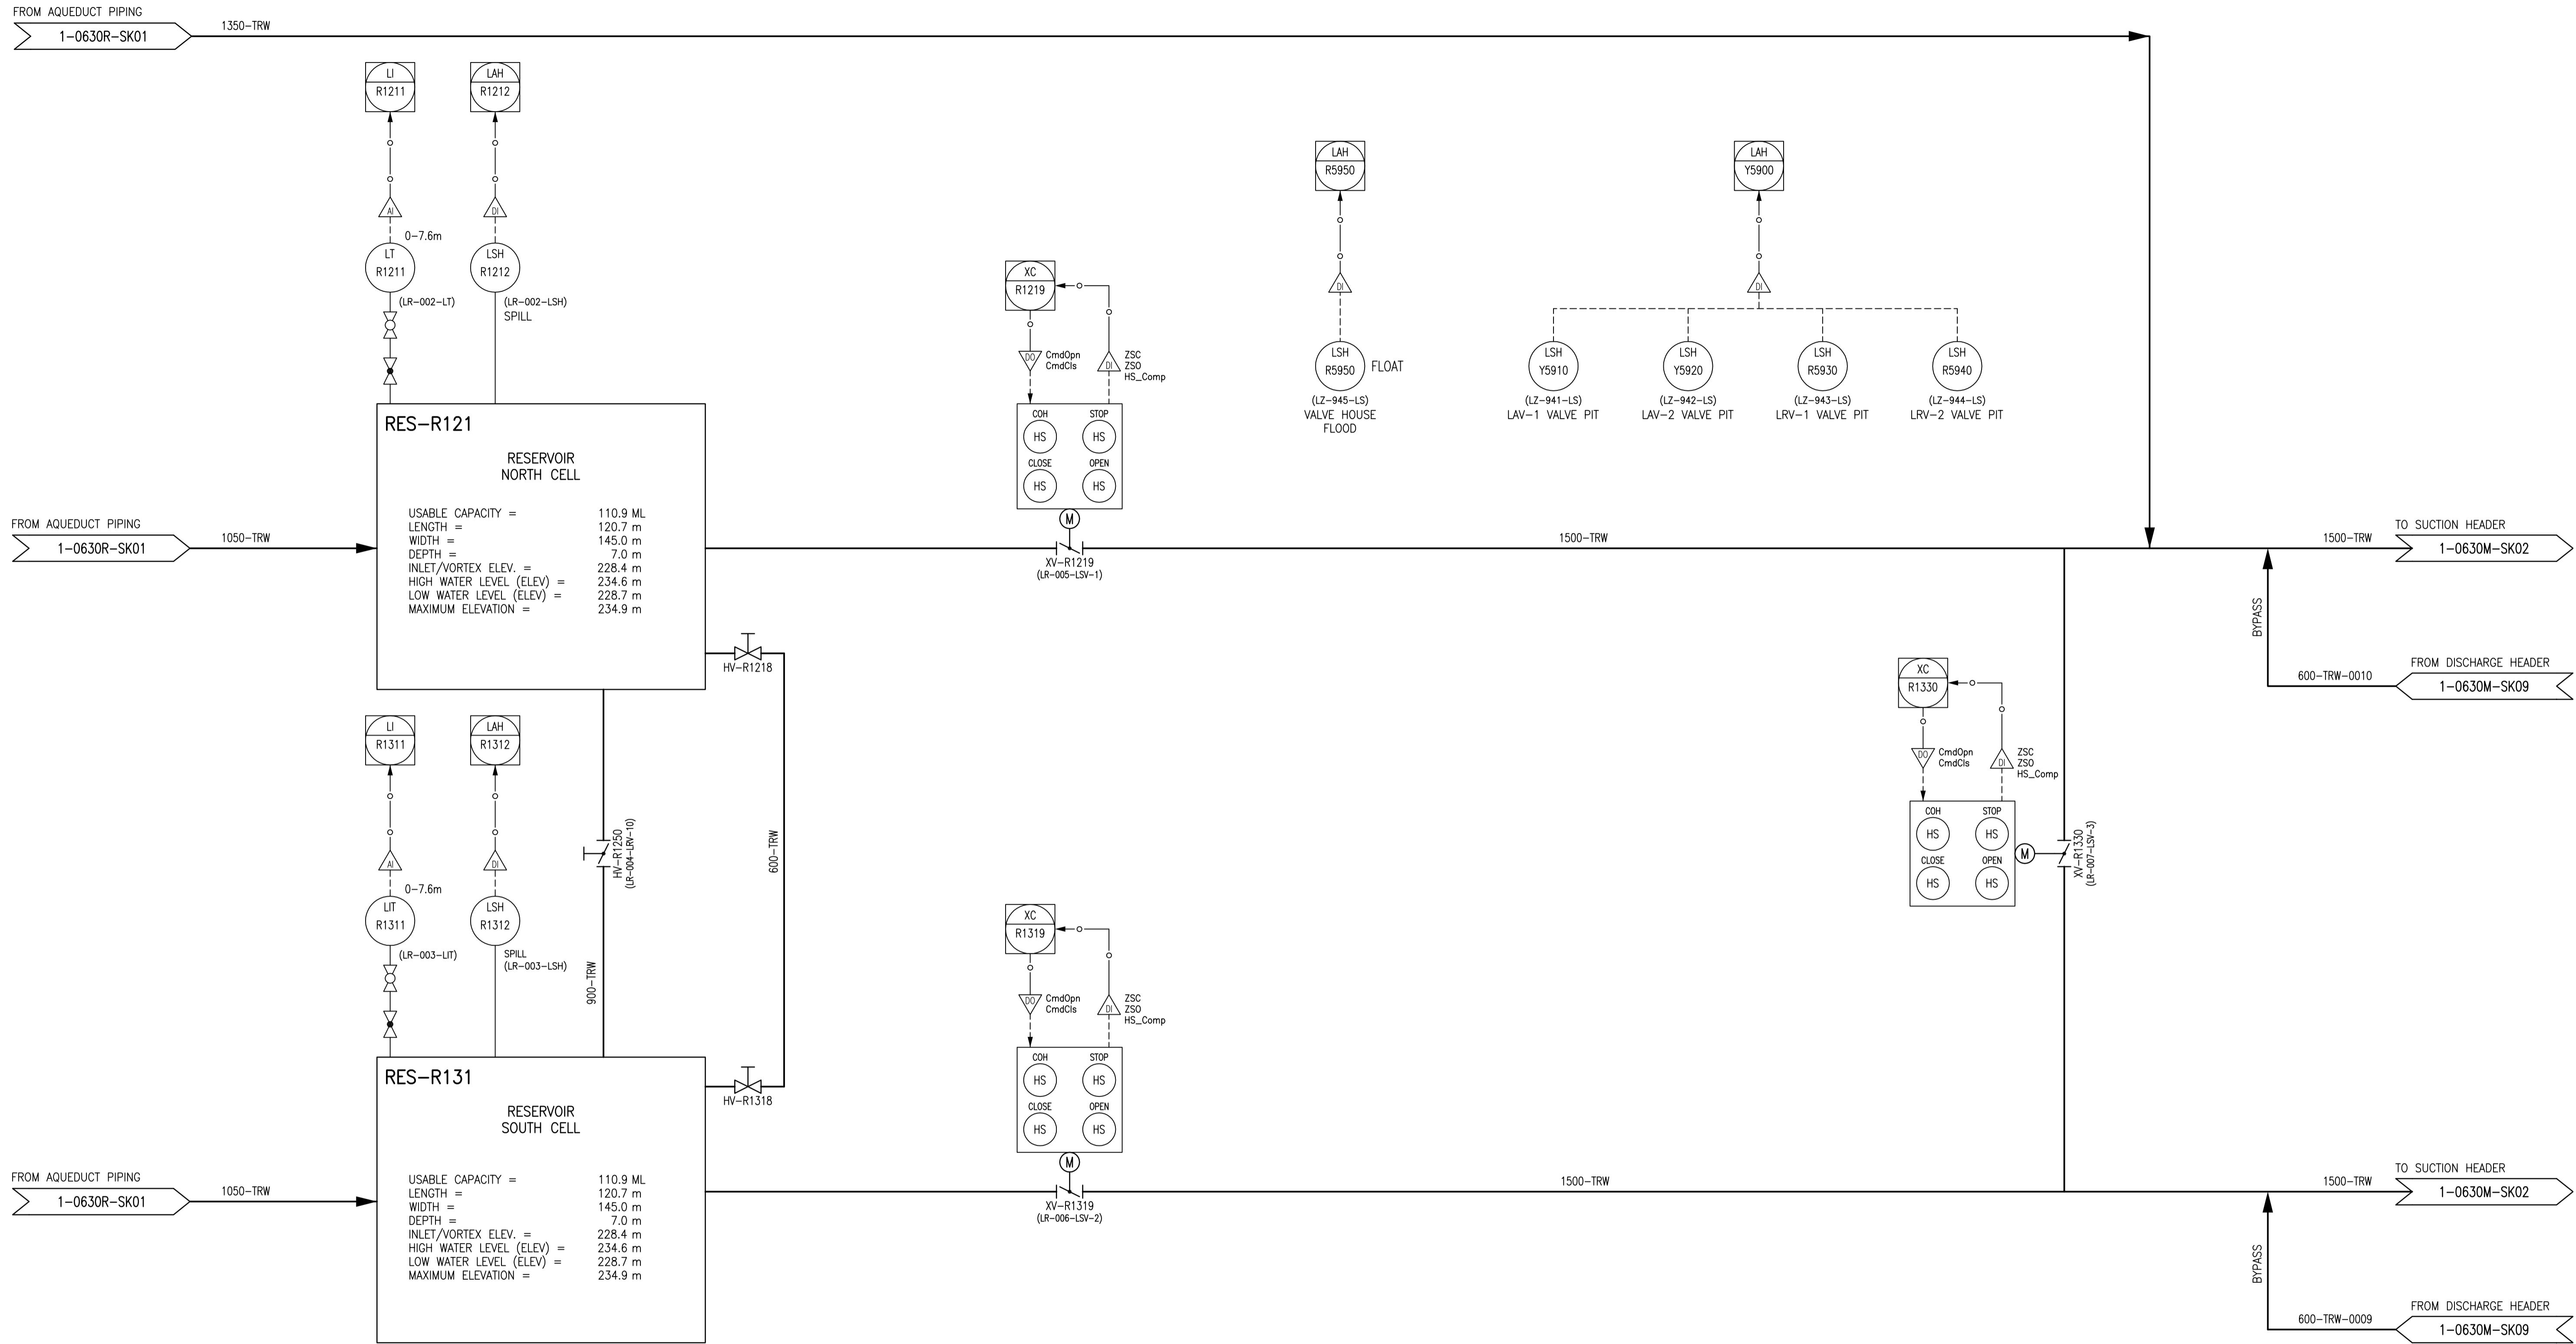 FROM AQUEDUCT PIPING
1-0630R-SK01
1350-TRW
LI
R1211
LAH
R1212
AI
DI
0-7.6m
LT
R1211
LSH
R1212
(LR-002-LT)
(LR-002-LSH)
SPILL
LAH
R5950
DI
LSH
R5950
FLOAT
(LZ-945-LS)
VALVE HOUSE
FLOOD
LAH
Y5900
DI
LSH
Y5910
(LZ-941-LS)
LAV-1 VALVE PIT
LSH
Y5920
(LZ-942-LS)
LAV-2 VALVE PIT
LSH
R5930
(LZ-943-LS)
LRV-1 VALVE PIT
LSH
R5940
(LZ-944-LS)
LRV-2 VALVE PIT
XC
R1219
DO
CmdOpn
CmdCls
DI
ZSC
ZSO
HS_Comp
COH
STOP
HS
HS
CLOSE
OPEN
HS
HS
M
XV-R1219
(LR-005-LSV-1)
RES-R121
RESERVOIR
NORTH CELL
USABLE CAPACITY = 110.9 ML
LENGTH = 120.7 m
WIDTH = 145.0 m
DEPTH = 7.0 m
INLET/VORTEX ELEV. = 228.4 m
HIGH WATER LEVEL (ELEV) = 234.6 m
LOW WATER LEVEL (ELEV) = 228.7 m
MAXIMUM ELEVATION = 234.9 m
FROM AQUEDUCT PIPING
1-0630R-SK01
1050-TRW
1500-TRW
1500-TRW
TO SUCTION HEADER
1-0630M-SK02
BYPASS
600-TRW-0010
FROM DISCHARGE HEADER
1-0630M-SK09
HV-R1218
600-TRW
HV-R1318
HV-R1250
(LR-004-LRV-10)
900-TRW
XC
R1330
DO
CmdOpn
CmdCls
DI
ZSC
ZSO
HS_Comp
COH
STOP
HS
HS
CLOSE
OPEN
HS
HS
M
XV-R1330
(LR-007-LSV-3)
LI
R1311
LAH
R1312
AI
DI
0-7.6m
LIT
R1311
LSH
R1312
(LR-003-LIT)
SPILL
(LR-003-LSH)
XC
R1319
DO
CmdOpn
CmdCls
DI
ZSC
ZSO
HS_Comp
COH
STOP
HS
HS
CLOSE
OPEN
HS
HS
M
XV-R1319
(LR-006-LSV-2)
RES-R131
RESERVOIR
SOUTH CELL
USABLE CAPACITY = 110.9 ML
LENGTH = 120.7 m
WIDTH = 145.0 m
DEPTH = 7.0 m
INLET/VORTEX ELEV. = 228.4 m
HIGH WATER LEVEL (ELEV) = 234.6 m
LOW WATER LEVEL (ELEV) = 228.7 m
MAXIMUM ELEVATION = 234.9 m
FROM AQUEDUCT PIPING
1-0630R-SK01
1050-TRW
1500-TRW
1500-TRW
TO SUCTION HEADER
1-0630M-SK02
BYPASS
600-TRW-0009
FROM DISCHARGE HEADER
1-0630M-SK09